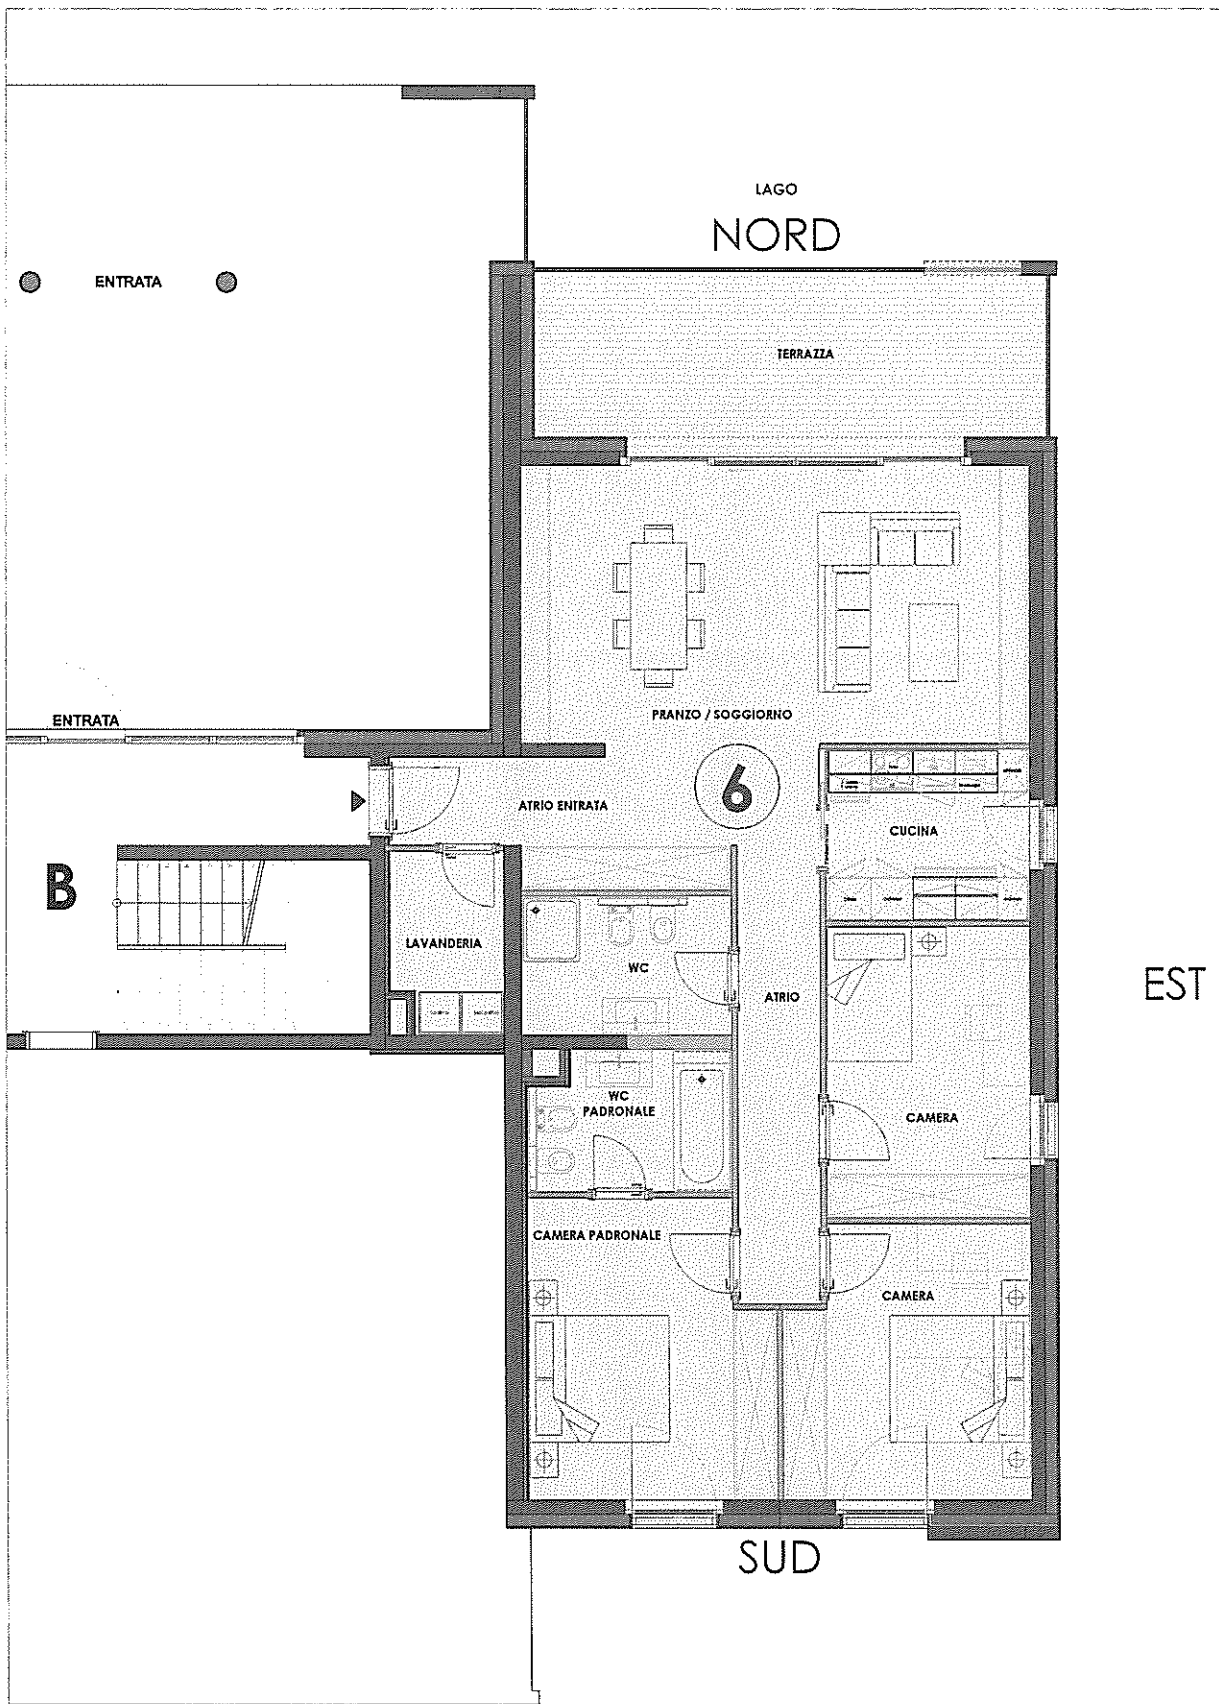 LAGO
NORD
ENTRATA
TERRAZZA
PRANZO / SOGGIORNO
ENTRATA
6
ATRIO ENTRATA
CUCINA
B
LAVANDERIA
WC
ATRIO
EST
WC
PADRONALE
CAMERA
CAMERA PADRONALE
CAMERA
SUD